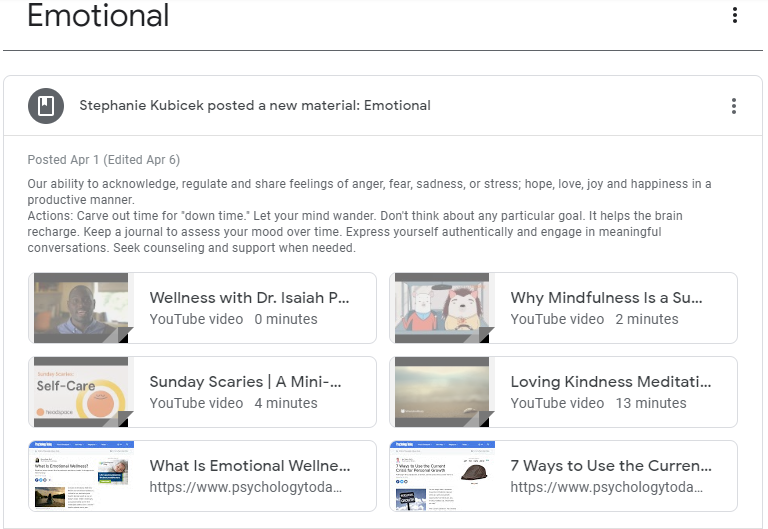 Emotional
Stephanie Kubicek posted a new material: Emotional
Posted Apr 1 (Edited Apr 6)
Our ability to acknowledge, regulate and share feelings of anger, fear, sadness, or stress; hope, love, joy and happiness in a
productive manner.
Actions: Carve out time for "down time." Let your mind wander. Don't think about any particular goal. It helps the brain
recharge. Keep a journal to assess your mood over time. Express yourself authentically and engage in meaningful
conversations. Seek counseling and support when needed.
Wellness with Dr. Isaiah P...
YouTube video 0 minutes
Why Mindfulness Is a Su...
YouTube video 2 minutes
Sunday Scaries:
Self-Care
headspace
Sunday Scaries | A Mini-...
YouTube video 4 minutes
Loving Kindness Meditati...
YouTube video 13 minutes
What Is Emotional Wellness?
What Is Emotional Wellne...
https://www.psychologytoda...
7 Ways to Use the Current
Crisis for Personal Growth
7 Ways to Use the Curren...
https://www.psychologytoda...